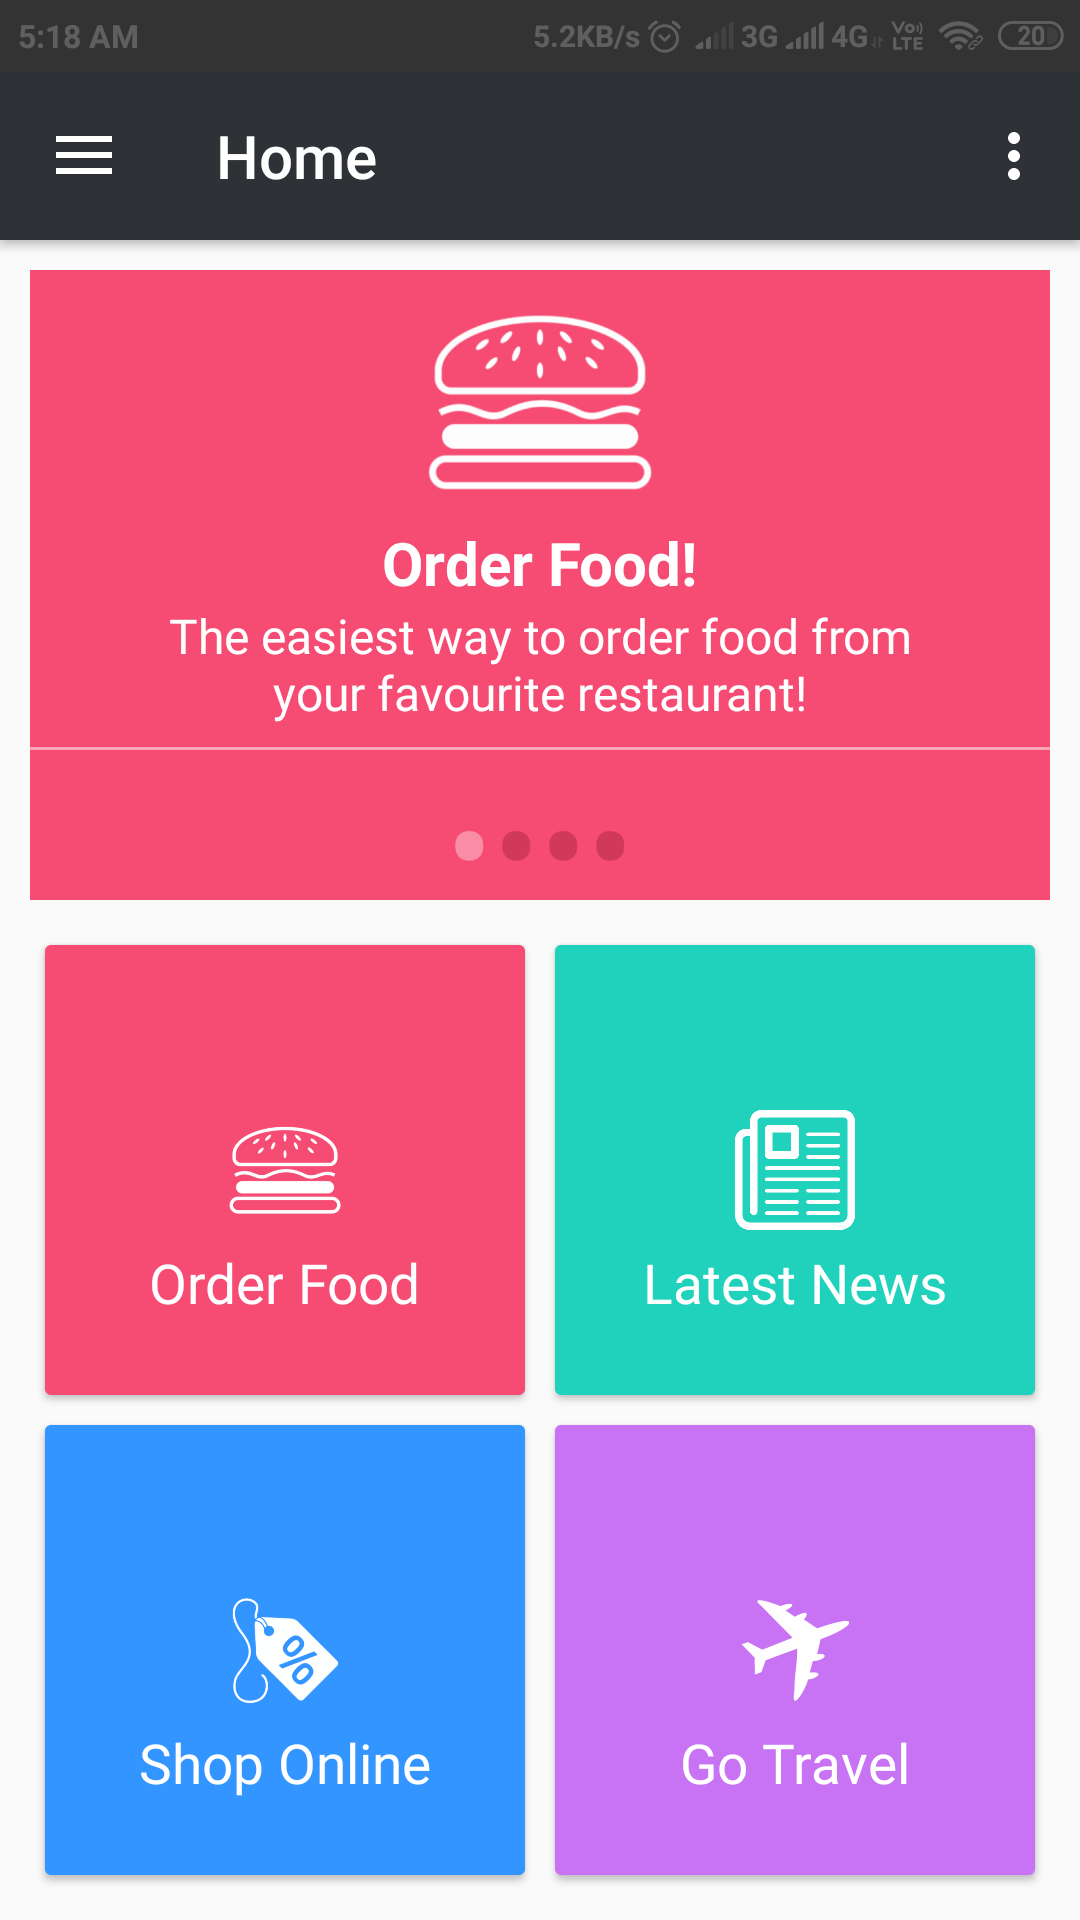 5:18 AM 5.2KB/s 3G 4G Vo LTE 20
Home
Order Food!
The easiest way to order food from
your favourite restaurant!
Order Food
Latest News
%
Shop Online
Go Travel